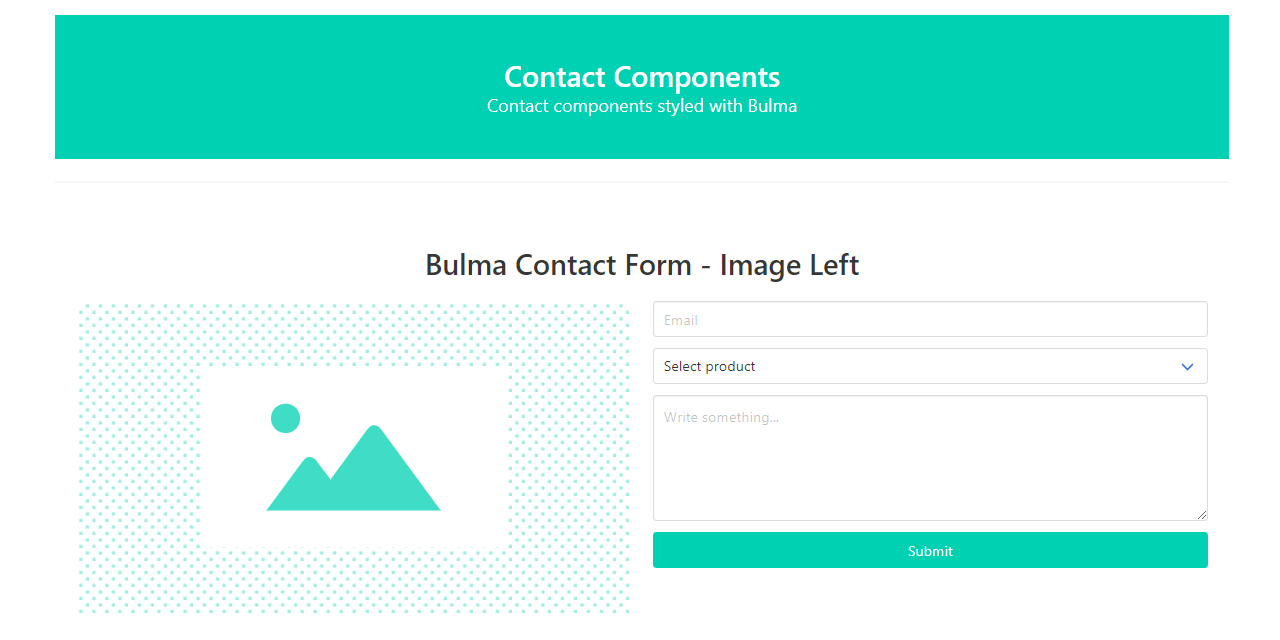 Contact Components
Contact components styled with Bulma
Bulma Contact Form - Image Left
Email
Select product
Write something...
Submit